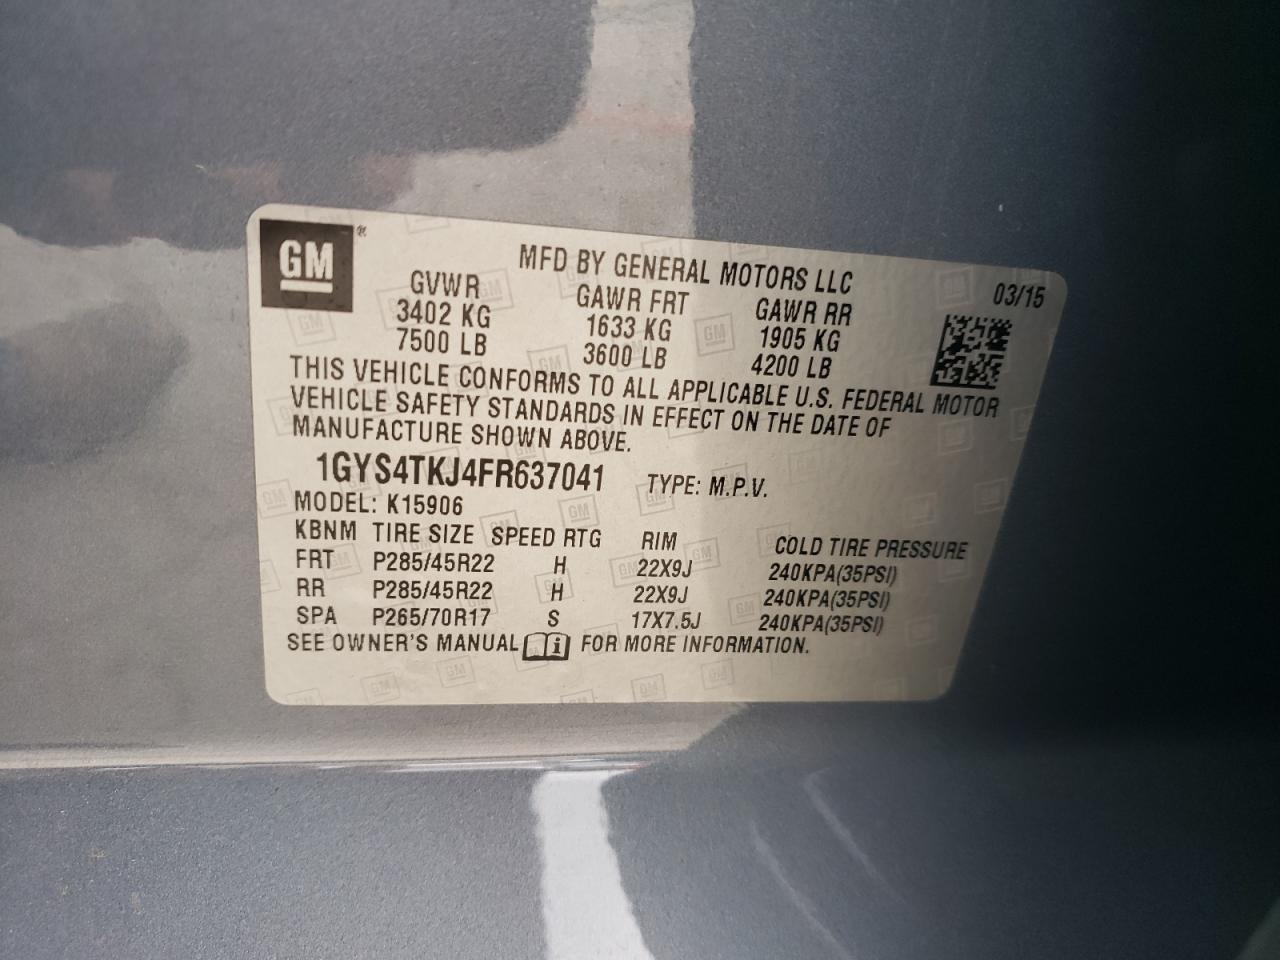 GM®
MFD BY GENERAL MOTORS LLC
03/15
GVWR GAWR FRT GAWR RR
3402 KG 1633 KG 1905 KG
7500 LB 3600 LB 4200 LB
THIS VEHICLE CONFORMS TO ALL APPLICABLE U.S. FEDERAL MOTOR
VEHICLE SAFETY STANDARDS IN EFFECT ON THE DATE OF
MANUFACTURE SHOWN ABOVE.
1GYS4TKJ4FR637041 TYPE: M.P.V.
MODEL: K15906
KBNM TIRE SIZE SPEED RTG RIM COLD TIRE PRESSURE
FRT P285/45R22 H 22X9J 240KPA(35PSI)
RR P285/45R22 H 22X9J 240KPA(35PSI)
SPA P265/70R17 S 17X7.5J 240KPA(35PSI)
SEE OWNER'S MANUAL i FOR MORE INFORMATION.